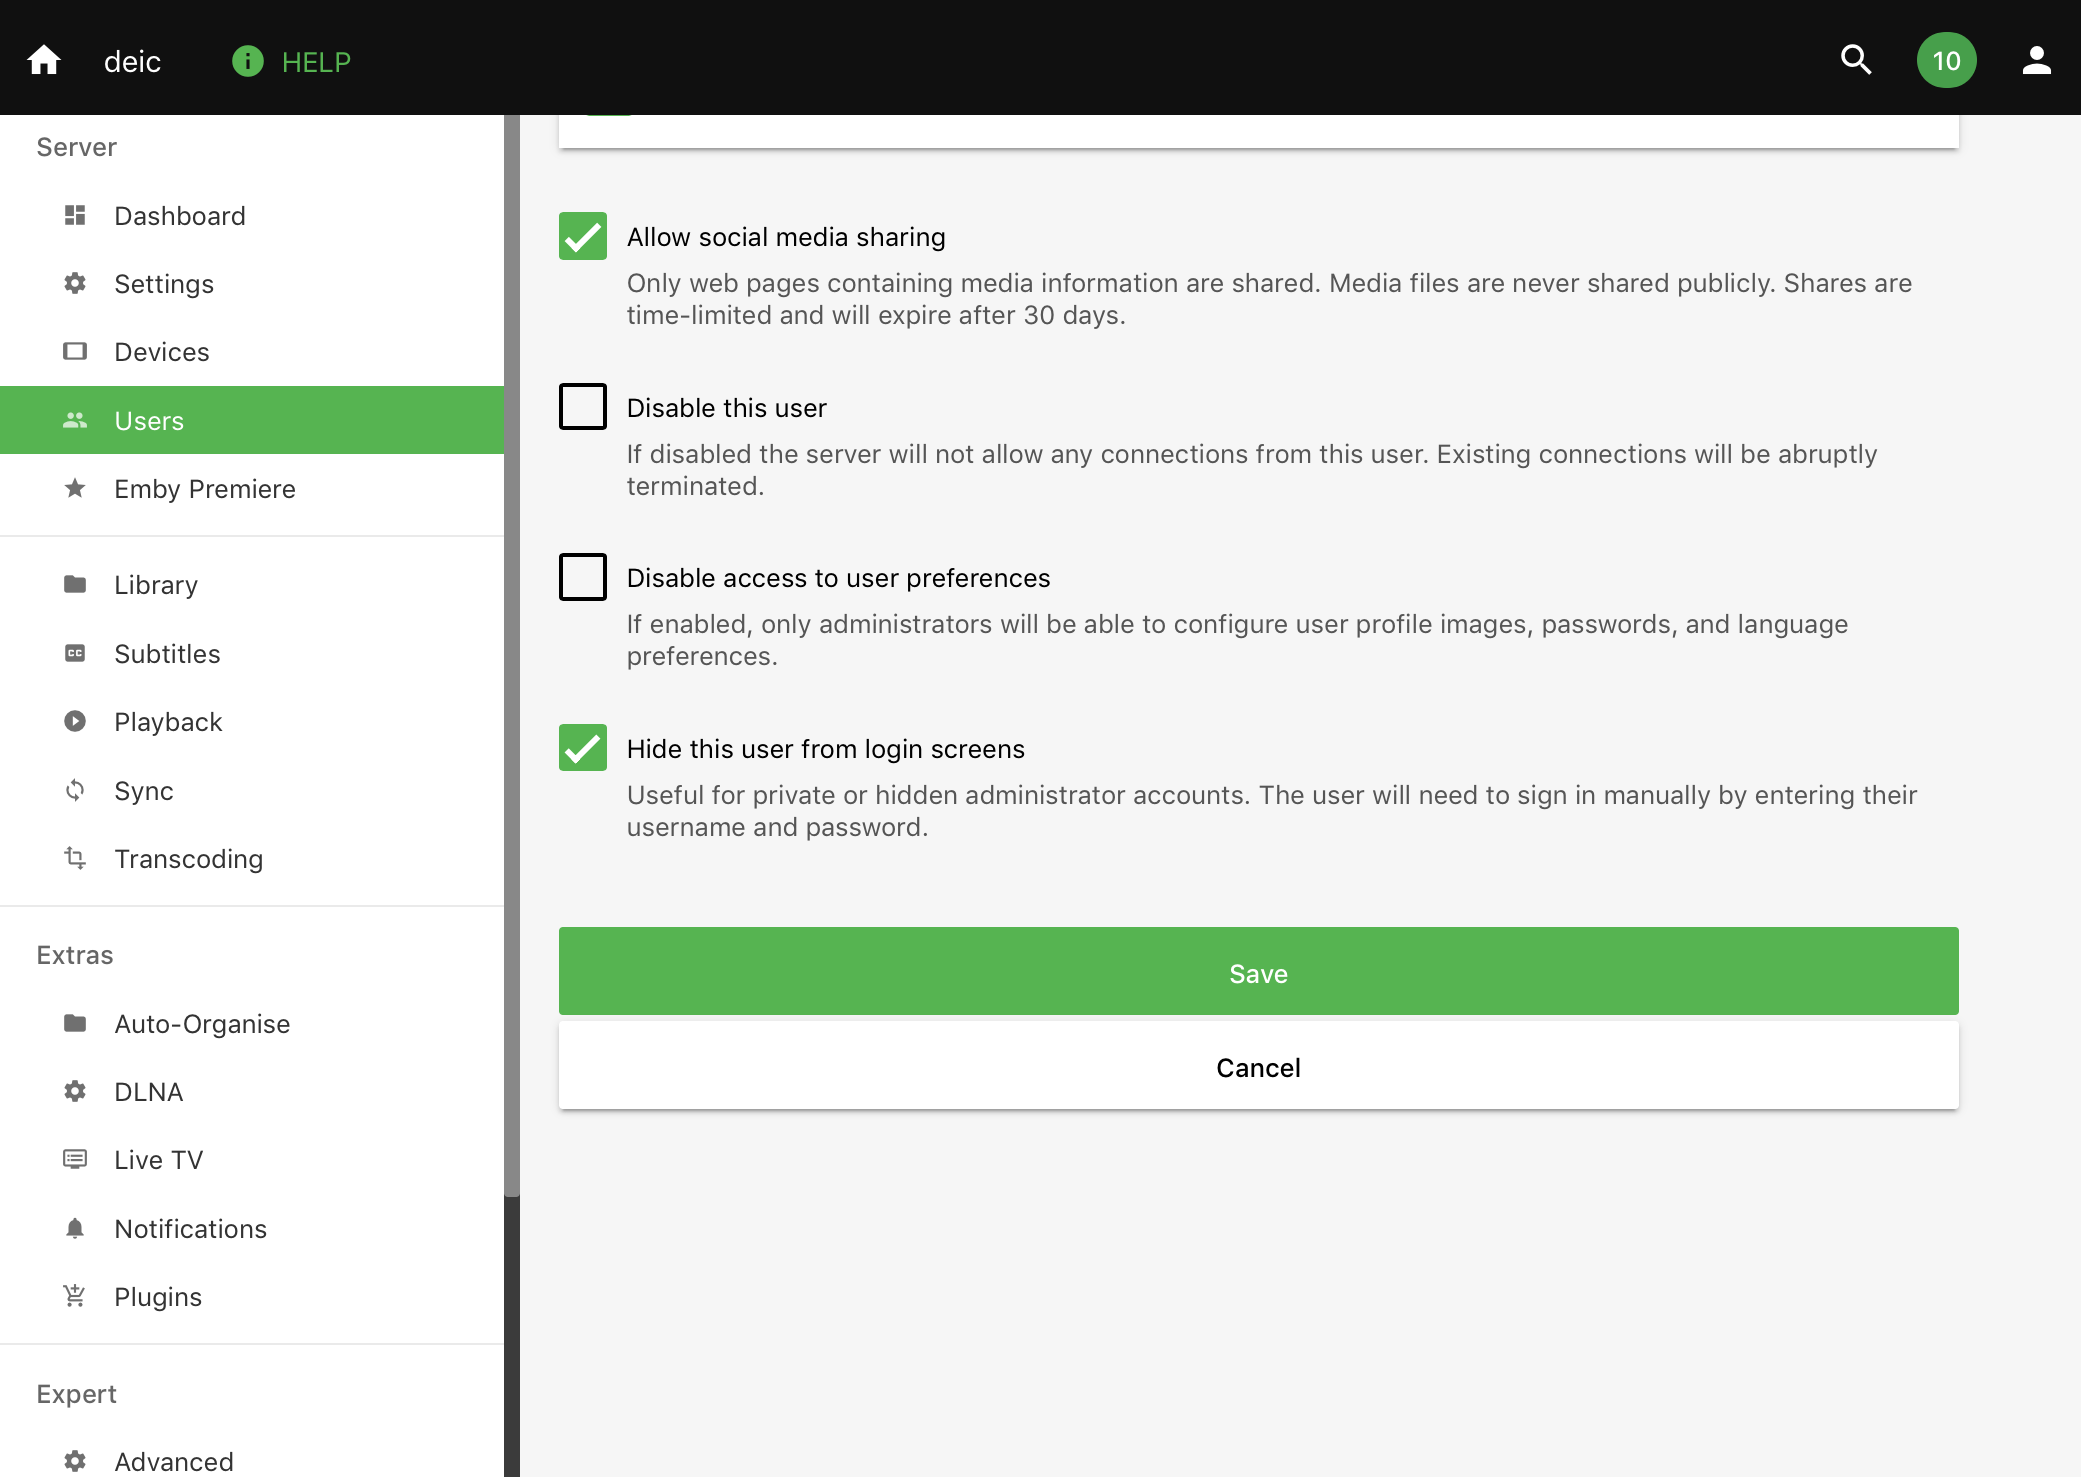 deic
HELP
10
Server
Dashboard
Settings
Devices
Users
Emby Premiere
Library
CC
Subtitles
Playback
Sync
Transcoding
Extras
Auto-Organise
DLNA
Live TV
Notifications
Plugins
Expert
Advanced
Allow social media sharing
Only web pages containing media information are shared. Media files are never shared publicly. Shares are
time-limited and will expire after 30 days.
Disable this user
If disabled the server will not allow any connections from this user. Existing connections will be abruptly
terminated.
Disable access to user preferences
If enabled, only administrators will be able to configure user profile images, passwords, and language
preferences.
Hide this user from login screens
Useful for private or hidden administrator accounts. The user will need to sign in manually by entering their
username and password.
Save
Cancel